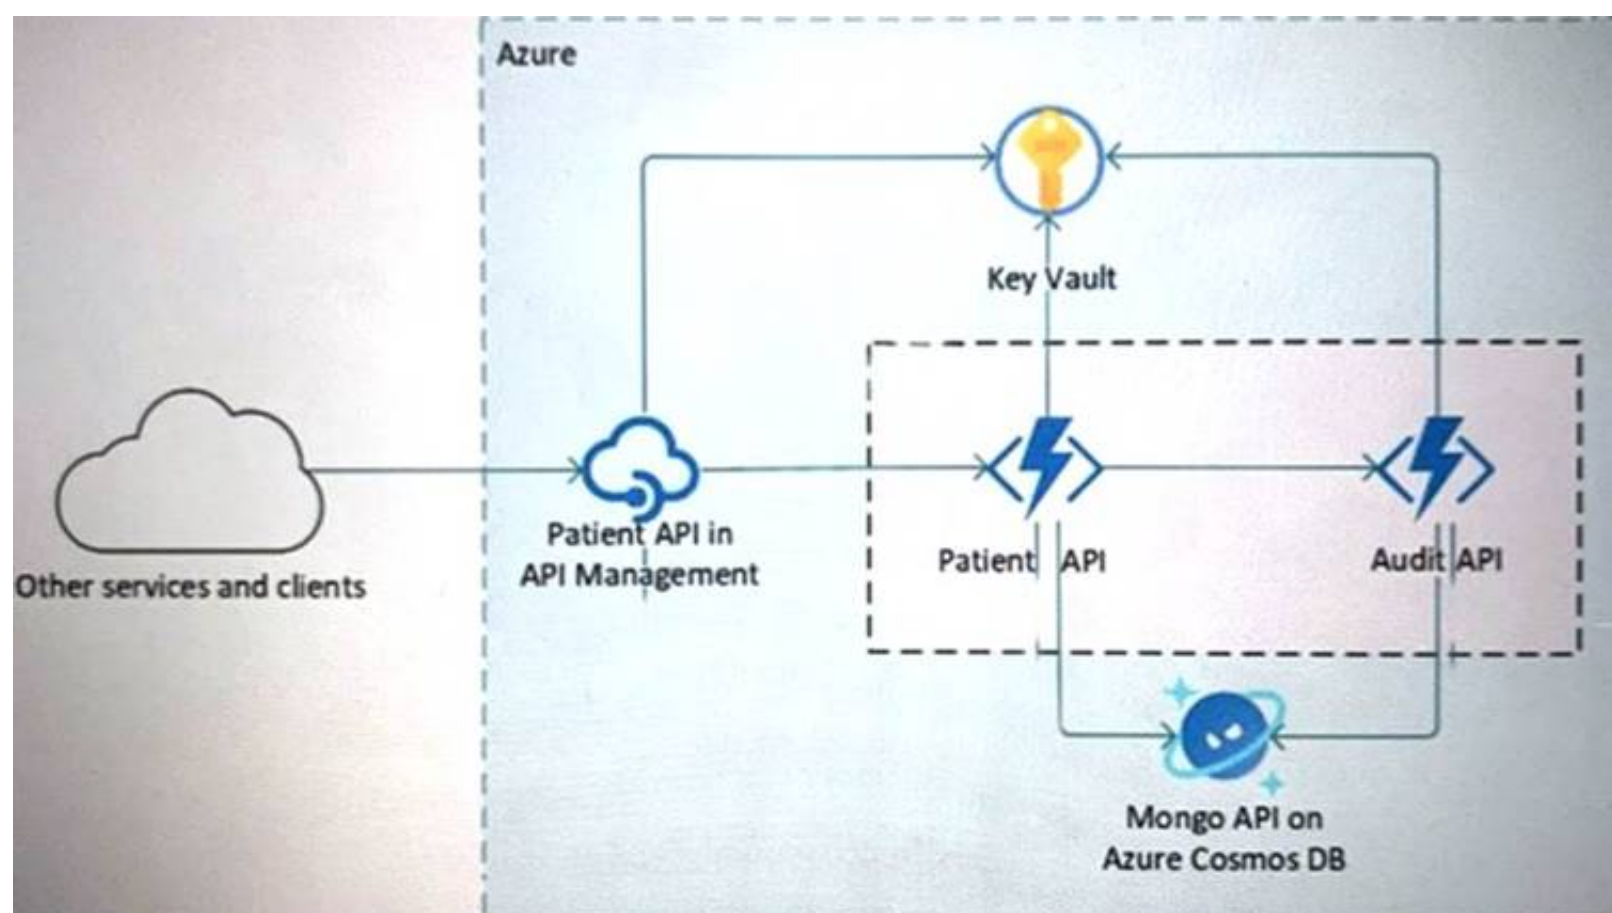 Azure
Key Vault
Other services and clients
Patient API in
API Management
Patient API
Audit API
Mongo API on
Azure Cosmos DB